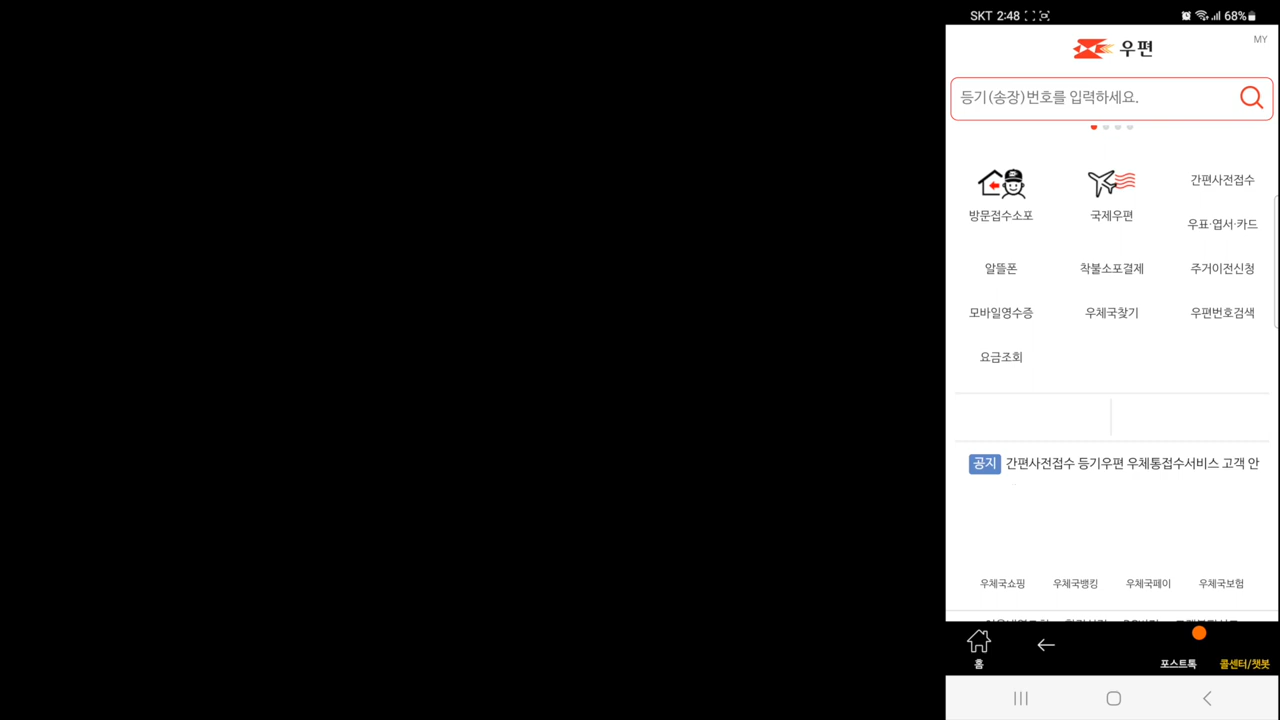 SKT 2:48 68%
우편
MY
등기(송장)번호를 입력하세요.
방문접수소포 국제우편 간편사전접수
우표·엽서·카드
알뜰폰 착불소포결제 주거이전신청
모바일영수증 우체국찾기 우편번호검색
요금조회
공지 간편사전접수 등기우편 우체통접수서비스 고객 안
우체국쇼핑 우체국뱅킹 우체국페이 우체국보험
홈 포스트톡 콜센터/챗봇